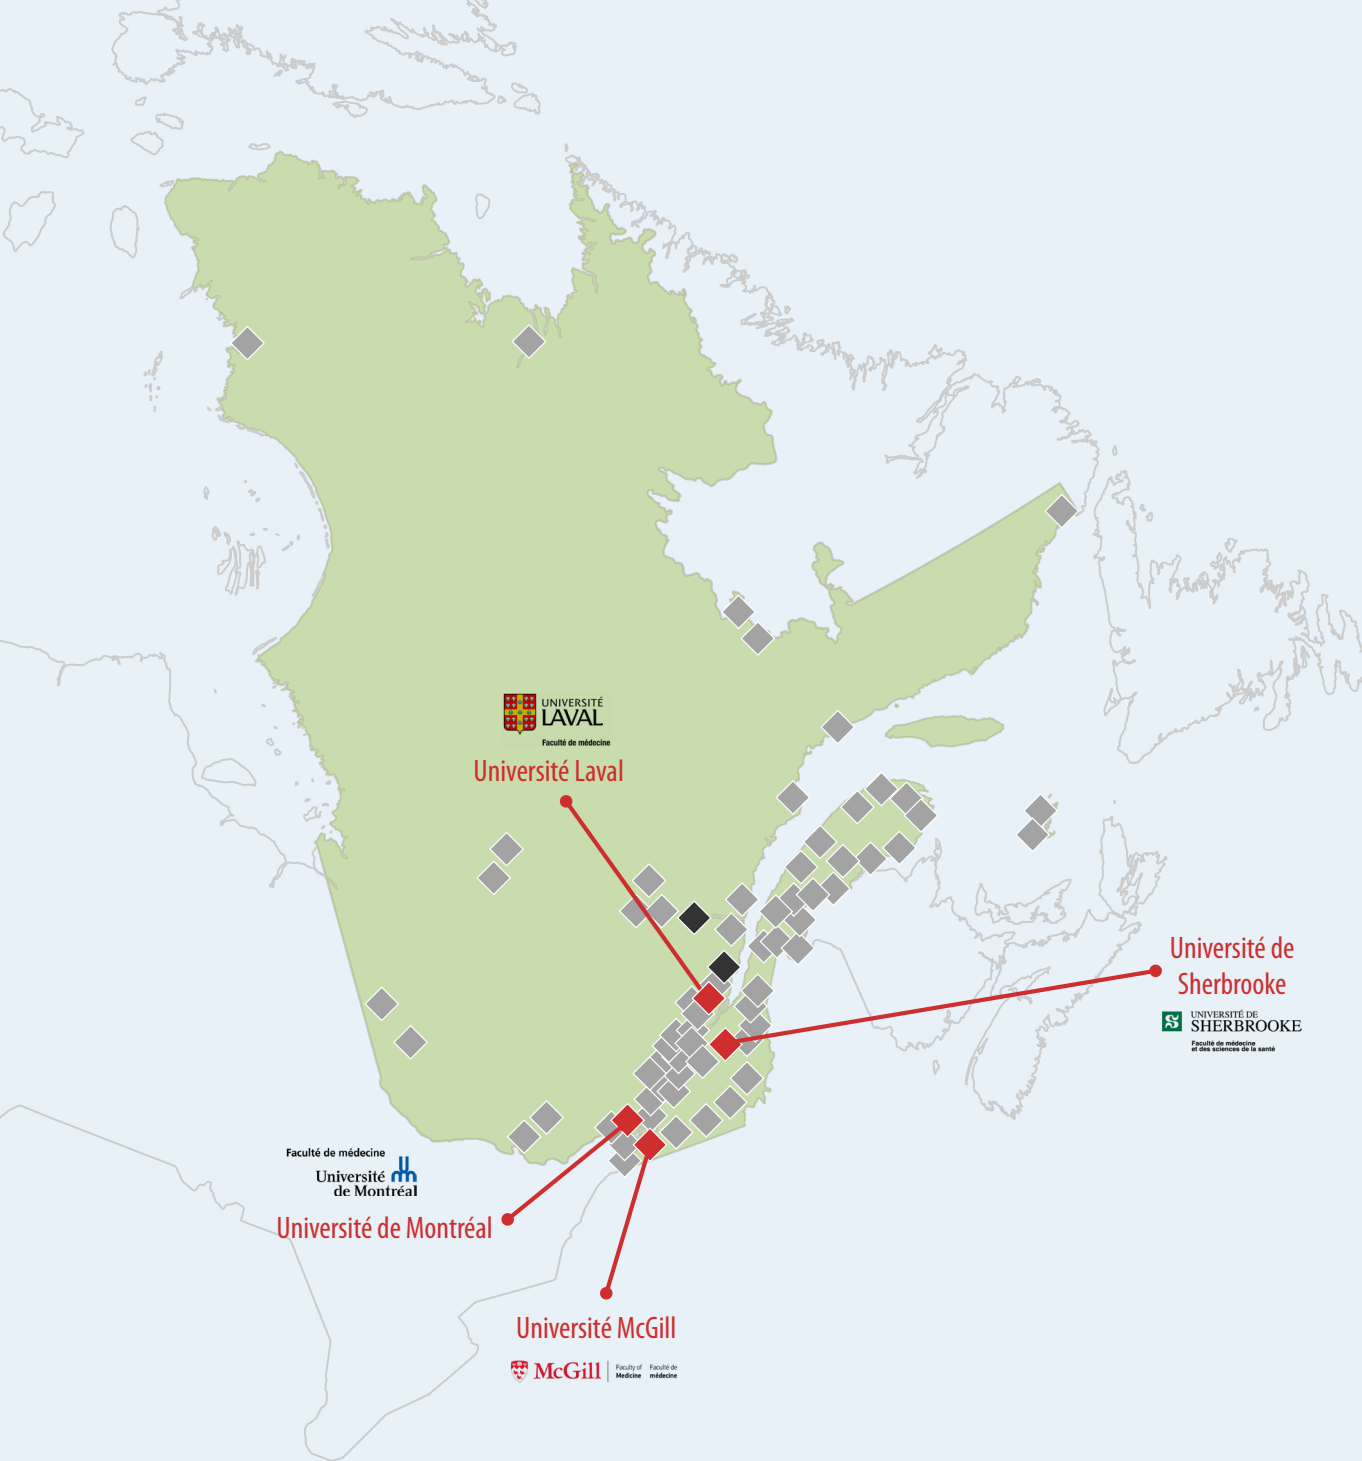 UNIVERSITÉ
LAVAL
Faculté de médecine
Université Laval
Université de
Sherbrooke
UNIVERSITÉ DE
SHERBROOKE
Faculté de médecine
et des sciences de la santé
Faculté de médecine
Université
de Montréal
Université de Montréal
Université McGill
McGill
Faculty of
Medicine
Faculté de
médecine